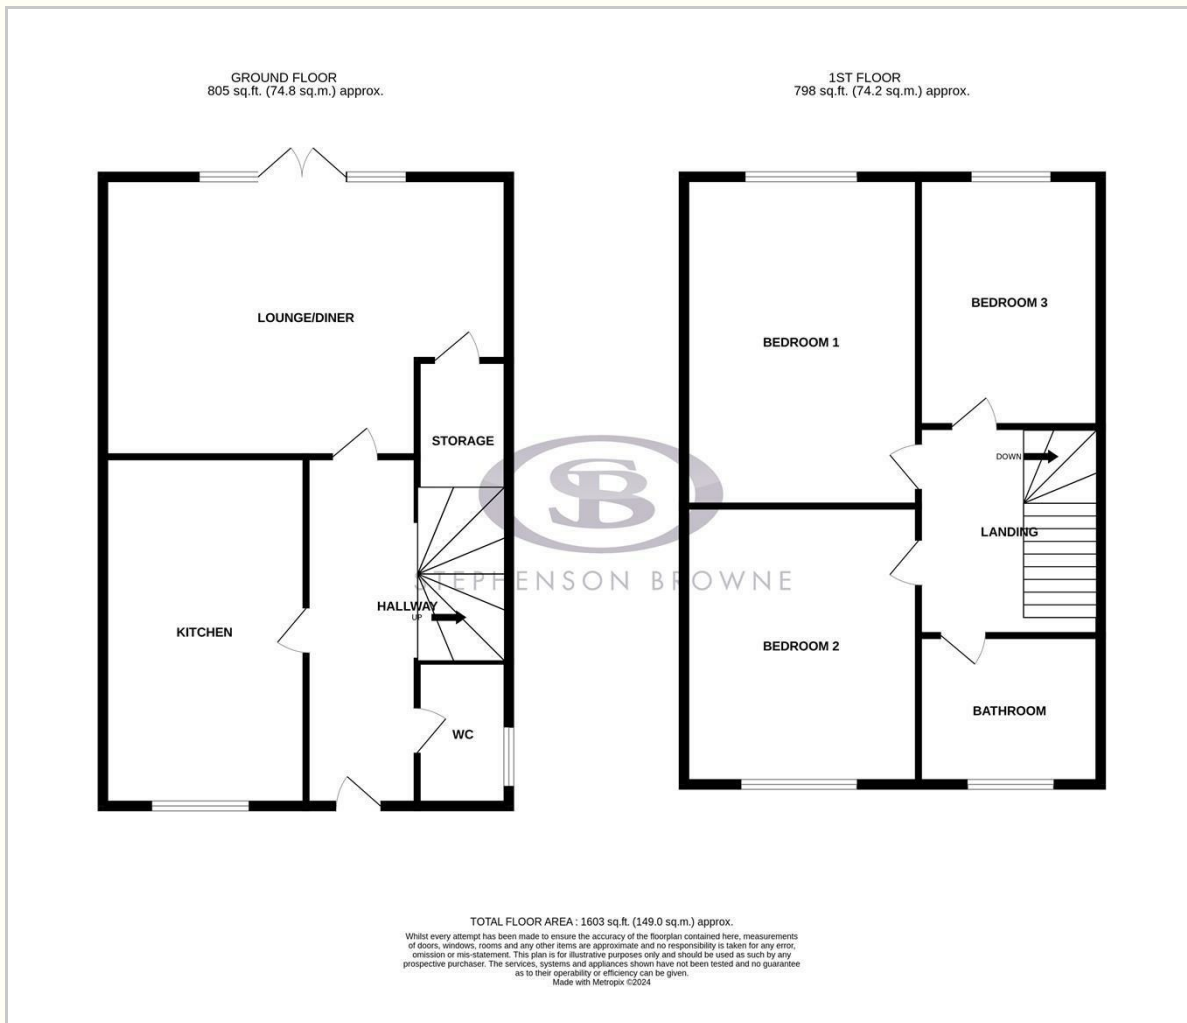 GROUND FLOOR
805 sq.ft. (74.8 sq.m.) approx.
1ST FLOOR
798 sq.ft. (74.2 sq.m.) approx.
LOUNGE/DINER
STORAGE
HALLWAY
UP
KITCHEN
WC
BEDROOM 1
BEDROOM 3
DOWN
LANDING
BEDROOM 2
BATHROOM
SB
STEPHENSON BROWNE
TOTAL FLOOR AREA : 1603 sq.ft. (149.0 sq.m.) approx.
Whilst every attempt has been made to ensure the accuracy of the floorplan contained here, measurements
of doors, windows, rooms and any other items are approximate and no responsibility is taken for any error,
omission or mis-statement. This plan is for illustrative purposes only and should be used as such by any
prospective purchaser. The services, systems and appliances shown have not been tested and no guarantee
as to their operability or efficiency can be given.
Made with Metropix ©2024